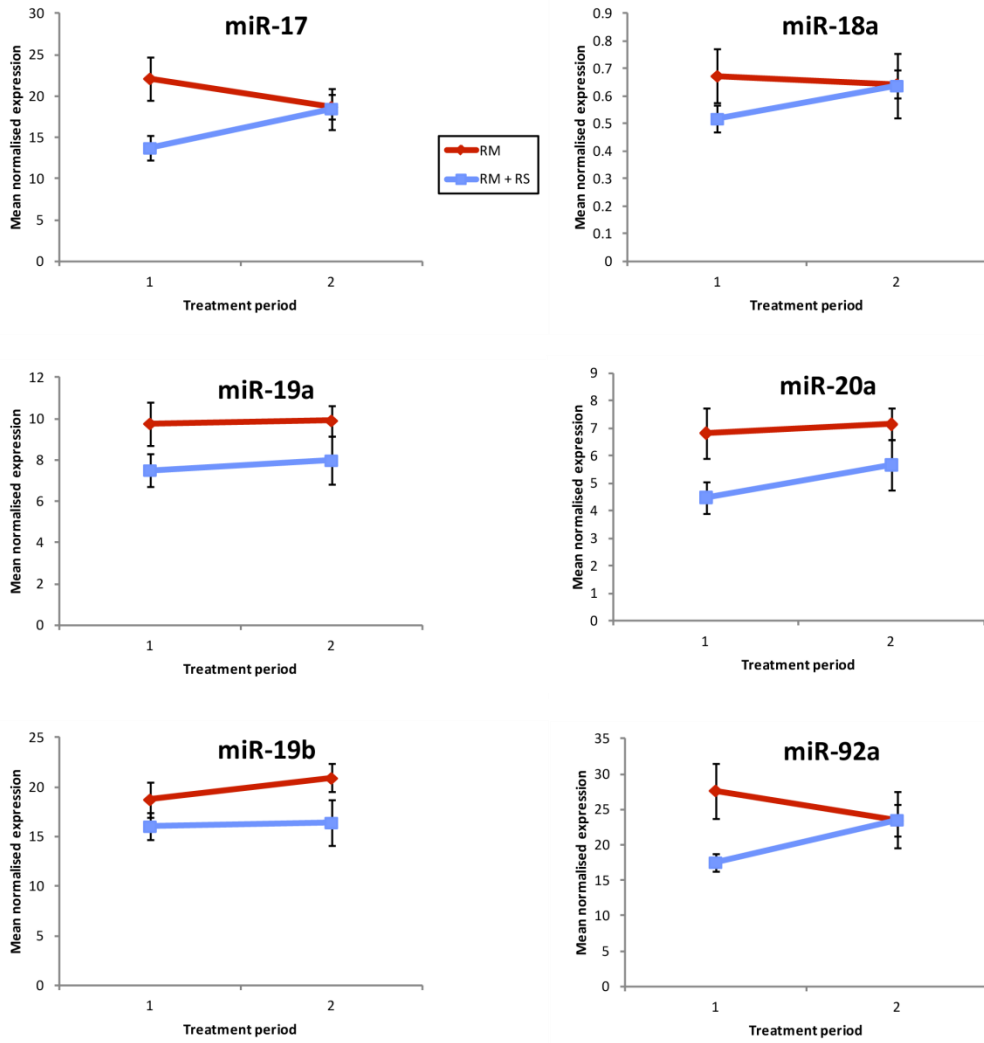 miR-17
30
25
20
15
10
5
0
Mean normalised expression
1 2
Treatment period
RM
RM + RS
miR-18a
0.9
0.8
0.7
0.6
0.5
0.4
0.3
0.2
0.1
0
Mean normalised expression
1 2
Treatment period
miR-19a
12
10
8
6
4
2
0
Mean normalised expression
1 2
Treatment period
miR-20a
9
8
7
6
5
4
3
2
1
0
Mean normalised expression
1 2
Treatment period
miR-19b
25
20
15
10
5
0
Mean normalised expression
1 2
Treatment period
miR-92a
35
30
25
20
15
10
5
0
Mean normalised expression
1 2
Treatment period